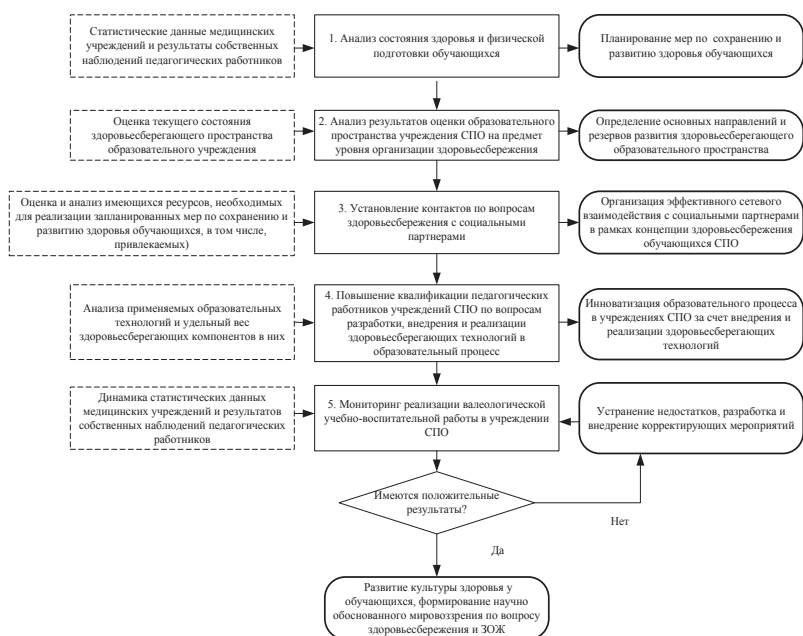 Статистические данные медицинских
учреждений и результаты собственных
наблюдений педагогических работников
1. Анализ состояния здоровья и физической
подготовки обучающихся
Планирование мер по сохранению и
развитию здоровья обучающихся
Оценка текущего состояния
здоровьесберегающего пространства
образовательного учреждения
2. Анализ результатов оценки образовательного
пространства учреждения СПО на предмет
уровня организации здоровьесбережения
Определение основных направлений и
резервов развития здоровьесберегающего
образовательного пространства
Оценка и анализ имеющихся ресурсов, необходимых
для реализации запланированных мер по сохранению и
развитию здоровья обучающихся, в том числе,
привлекаемых)
3. Установление контактов по вопросам
здоровьесбережения с социальными
партнерами
Организация эффективного сетевого
взаимодействия с социальными партнерами
в рамках концепции здоровьесбережения
обучающихся СПО
Анализа применяемых образовательных
технологий и удельный вес
здоровьесберегающих компонентов в них
4. Повышение квалификации педагогических
работников учреждений СПО по вопросам
разработки, внедрения и реализации
здоровьесберегающих технологий в
образовательный процесс
Инноватизация образовательного процесса
в учреждениях СПО за счет внедрения и
реализации здоровьесберегающих
технологий
Динамика статистических данных
медицинских учреждений и результатов
собственных наблюдений педагогических
работников
5. Мониторинг реализации валеологической
учебно-воспитательной работы в учреждении
СПО
Устранение недостатков, разработка и
внедрение корректирующих мероприятий
Имеются положительные
результаты?
Нет
Да
Развитие культуры здоровья у
обучающихся, формирование научно
обоснованного мировоззрения по вопросу
здоровьесбережения и ЗОЖ